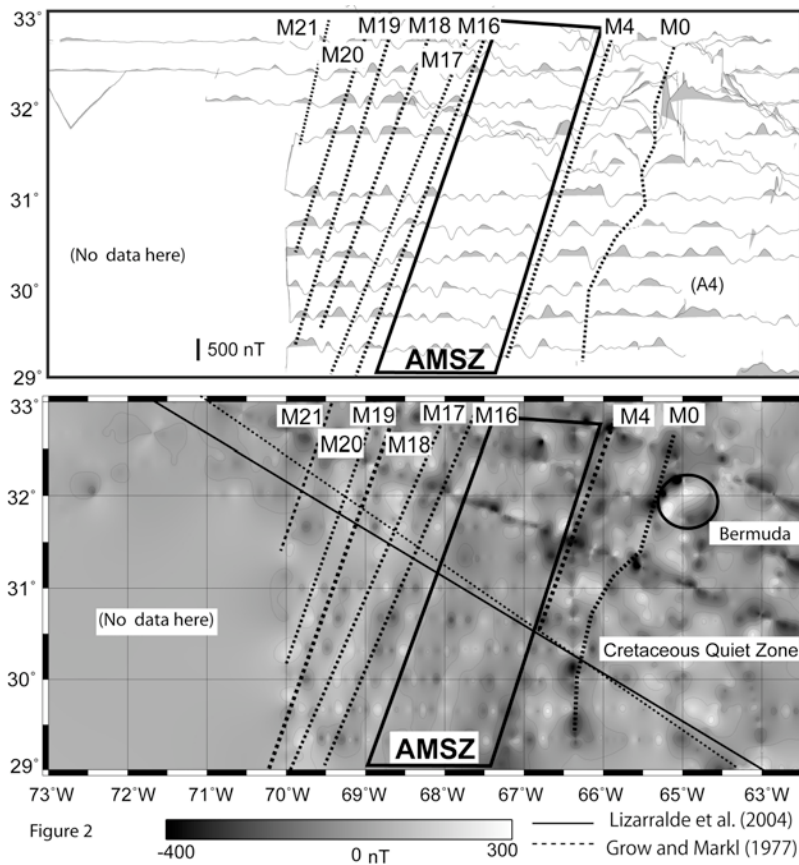 33°
M21 M19 M18 M16 M4 M0
M20 M17
32°
31°
(No data here)
30°
(A4)
500 nT
AMSZ
29°
33°
M21 M19 M17 M16 M4 M0
M20 M18
32°
Bermuda
31°
(No data here)
Cretaceous Quiet Zone
30°
AMSZ
29°
73°W 72°W 71°W 70°W 69°W 68°W 67°W 66°W 65°W 64°W 63°W
Figure 2
Lizarralde et al. (2004)
-400 0 nT 300
Grow and Markl (1977)